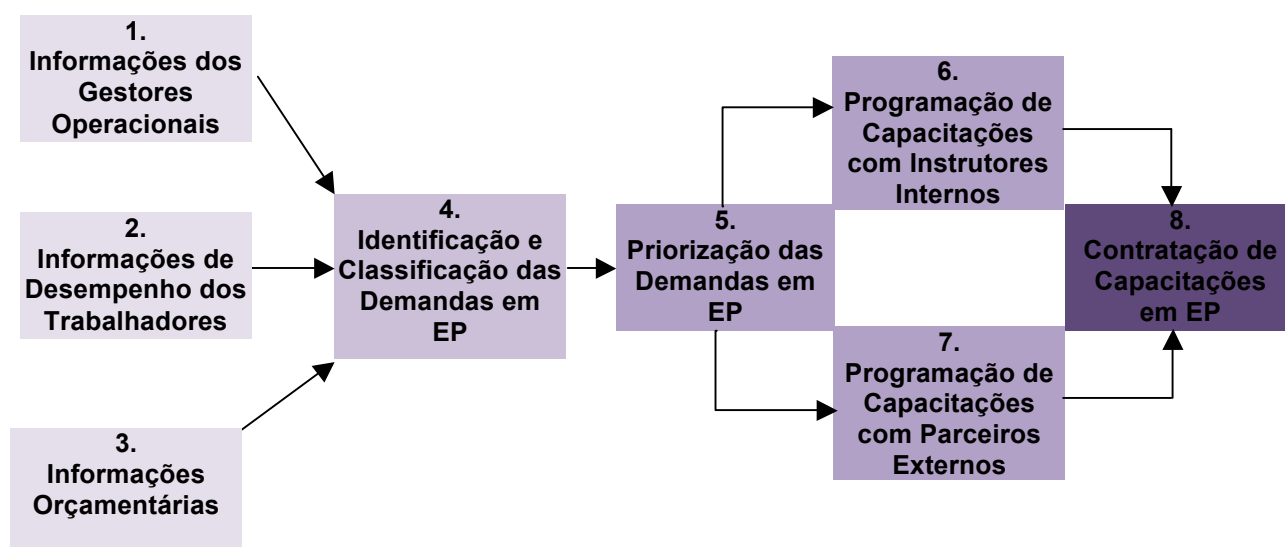 1.
Informações dos
Gestores
Operacionais
2.
Informações de
Desempenho dos
Trabalhadores
3.
Informações
Orçamentárias
4.
Identificação e
Classificação das
Demandas em
EP
5.
Priorização das
Demandas em
EP
6.
Programação de
Capacitações
com Instrutores
Internos
7.
Programação de
Capacitações
com Parceiros
Externos
8.
Contratação de
Capacitações
em EP